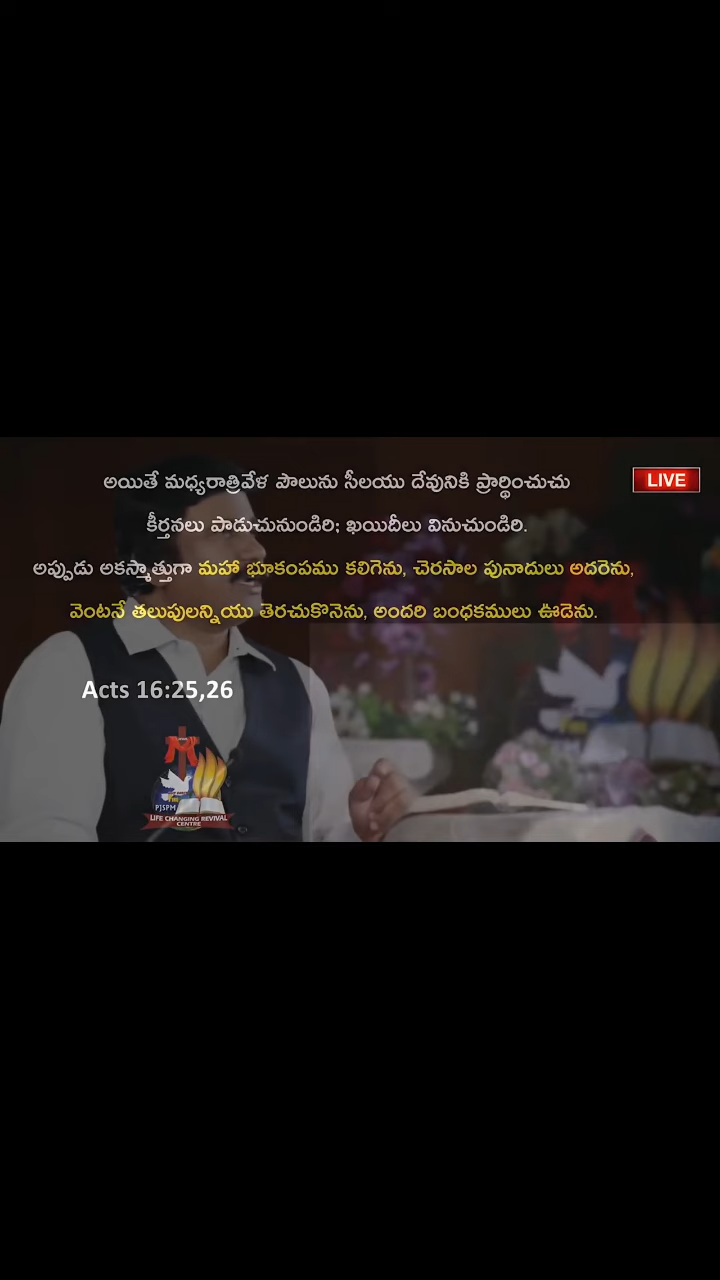 అయితే మధ్యరాత్రివేళ పౌలును సీలయు దేవునికి ప్రార్థించుచు
LIVE
కీర్తనలు పాడుచునుండిరి; ఖయిదీలు వినుచుండిరి.
అప్పుడు అకస్మాత్తుగా మహా భూకంపము కలిగెను, చెరసాల పునాదులు అదరెను,
వెంటనే తలుపులన్నియు తెరచుకొనెను, అందరి బంధకములు ఊడెను.
Acts 16:25,26
PJSPM
LIFE CHANGING REVIVAL
CENTRE